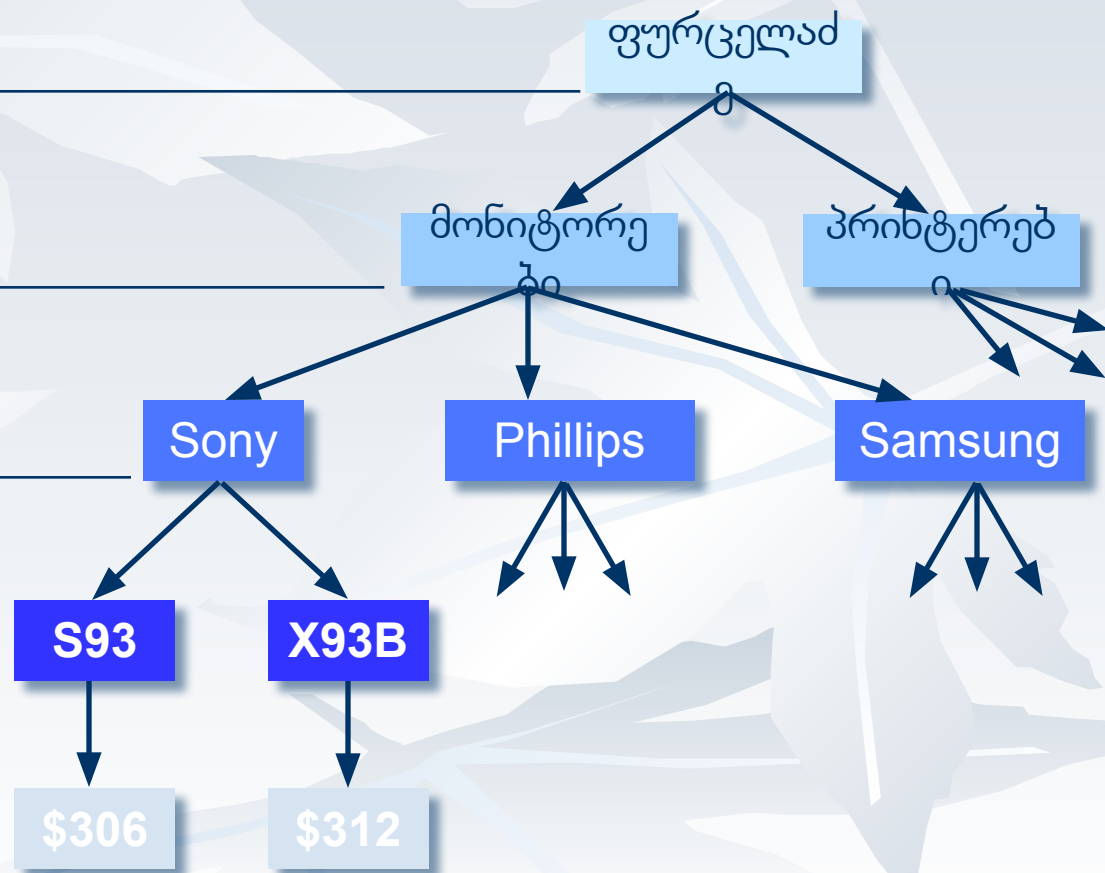 ფურცელაძ
ე
მონიტორე
ბი
პრინტერებ
ი
Sony
Phillips
Samsung
S93
X93B
$306
$312